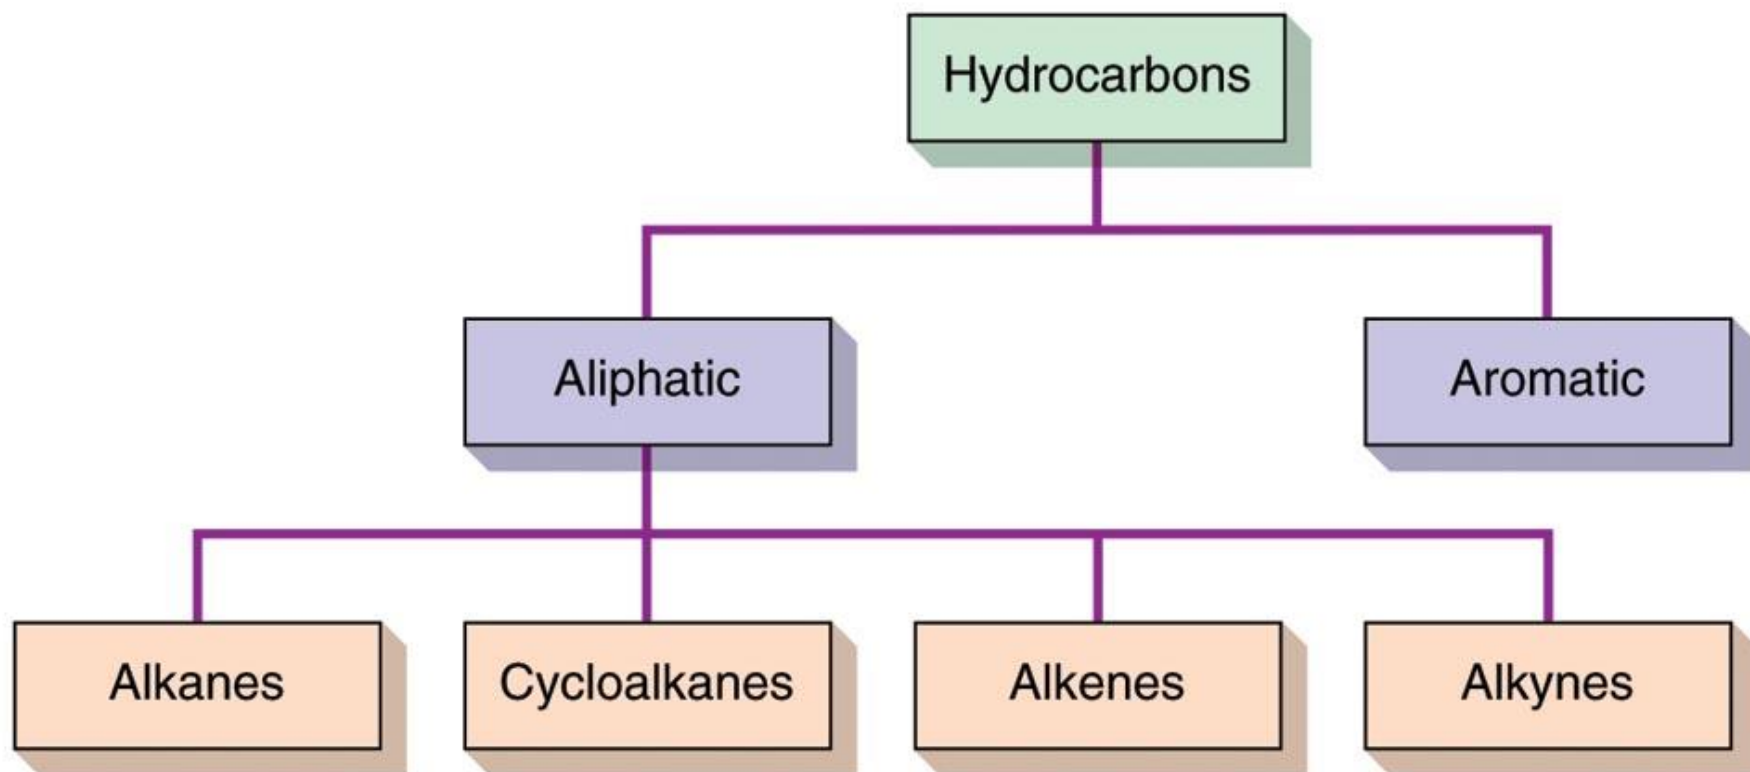 Hydrocarbons
Aliphatic
Aromatic
Alkanes
Cycloalkanes
Alkenes
Alkynes